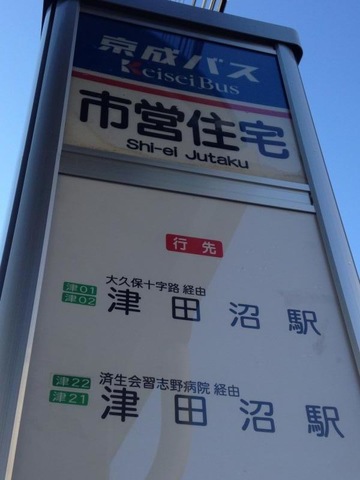 京成バス
KeiseiBus
市営住宅
Shi-ei Jutaku
行先
津01 大久保十字路 経由
津02 津田沼駅
津22 済生会習志野病院 経由
津21 津田沼駅